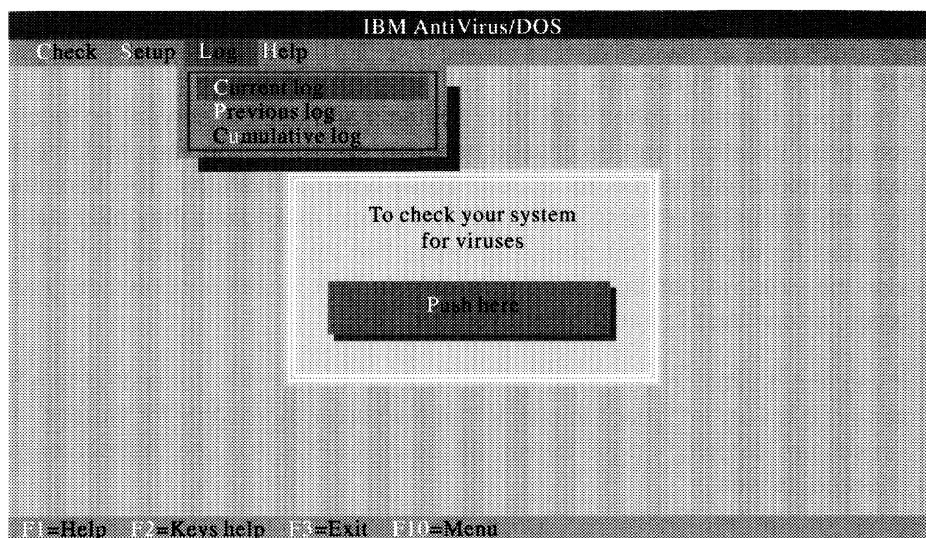 IBM AntiVirus/DOS
Check Setup Log Help
Current log
Previous log
Cumulative log
To check your system
for viruses
Push here
F1=Help F2=Keys help F3=Exit F10=Menu